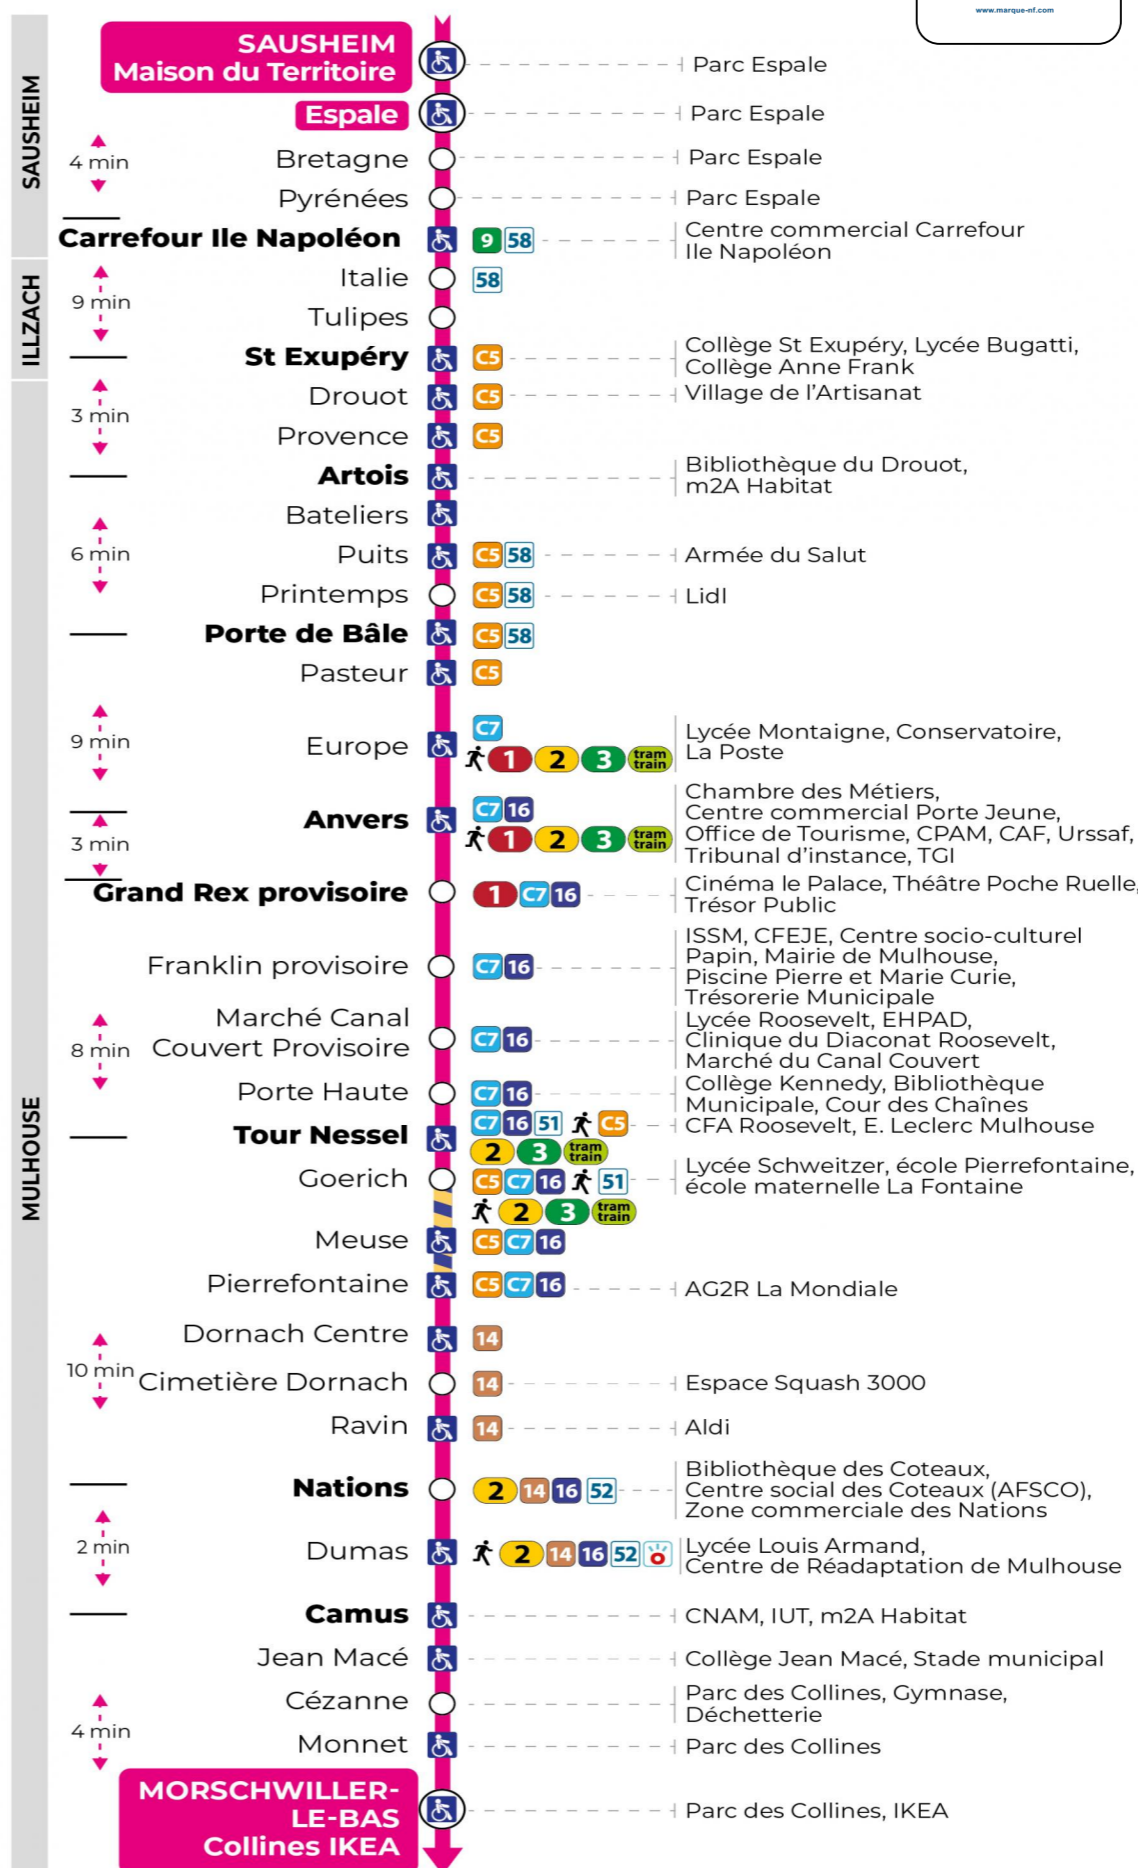 www.marque-nf.com
SAUSHEIM
SAUSHEIM
Maison du Territoire
Parc Espale
Espale
Parc Espale
4 min
Bretagne
Parc Espale
Pyrénées
Parc Espale
Carrefour Ile Napoléon
9 58
Centre commercial Carrefour
Ile Napoléon
ILLZACH
9 min
Italie
58
Tulipes
St Exupéry
C5
Collège St Exupéry, Lycée Bugatti,
Collège Anne Frank
MULHOUSE
3 min
Drouot
C5
Village de l'Artisanat
Provence
C5
Artois
Bibliothèque du Drouot,
m2A Habitat
6 min
Bateliers
Puits
C5 58
Armée du Salut
Printemps
C5 58
Lidl
Porte de Bâle
C5 58
Pasteur
C5
9 min
Europe
C7
1 2 3 tram
train
Lycée Montaigne, Conservatoire,
La Poste
Anvers
C7 16
1 2 3 tram
train
Chambre des Métiers,
Centre commercial Porte Jeune,
Office de Tourisme, CPAM, CAF, Urssaf,
Tribunal d'instance, TGI
3 min
Grand Rex provisoire
1 C7 16
Cinéma le Palace, Théâtre Poche Ruelle,
Trésor Public
Franklin provisoire
C7 16
ISSM, CFEJE, Centre socio-culturel
Papin, Mairie de Mulhouse,
Piscine Pierre et Marie Curie,
Trésorerie Municipale
8 min
Marché Canal
Couvert Provisoire
C7 16
Lycée Roosevelt, EHPAD,
Clinique du Diaconat Roosevelt,
Marché du Canal Couvert
Porte Haute
C7 16
Collège Kennedy, Bibliothèque
Municipale, Cour des Chaînes
Tour Nessel
C7 16 51 C5
2 3 tram
train
CFA Roosevelt, E. Leclerc Mulhouse
Goerich
C5 C7 16 51
2 3 tram
train
Lycée Schweitzer, école Pierrefontaine,
école maternelle La Fontaine
Meuse
C5 C7 16
Pierrefontaine
C5 C7 16
AG2R La Mondiale
10 min
Dornach Centre
14
Cimetière Dornach
14
Espace Squash 3000
Ravin
14
Aldi
Nations
2 14 16 52
Bibliothèque des Coteaux,
Centre social des Coteaux (AFSCO),
Zone commerciale des Nations
2 min
Dumas
2 14 16 52
Lycée Louis Armand,
Centre de Réadaptation de Mulhouse
Camus
CNAM, IUT, m2A Habitat
Jean Macé
Collège Jean Macé, Stade municipal
4 min
Cézanne
Parc des Collines, Gymnase,
Déchetterie
Monnet
Parc des Collines
MORSCHWILLER-
LE-BAS
Collines IKEA
Parc des Collines, IKEA